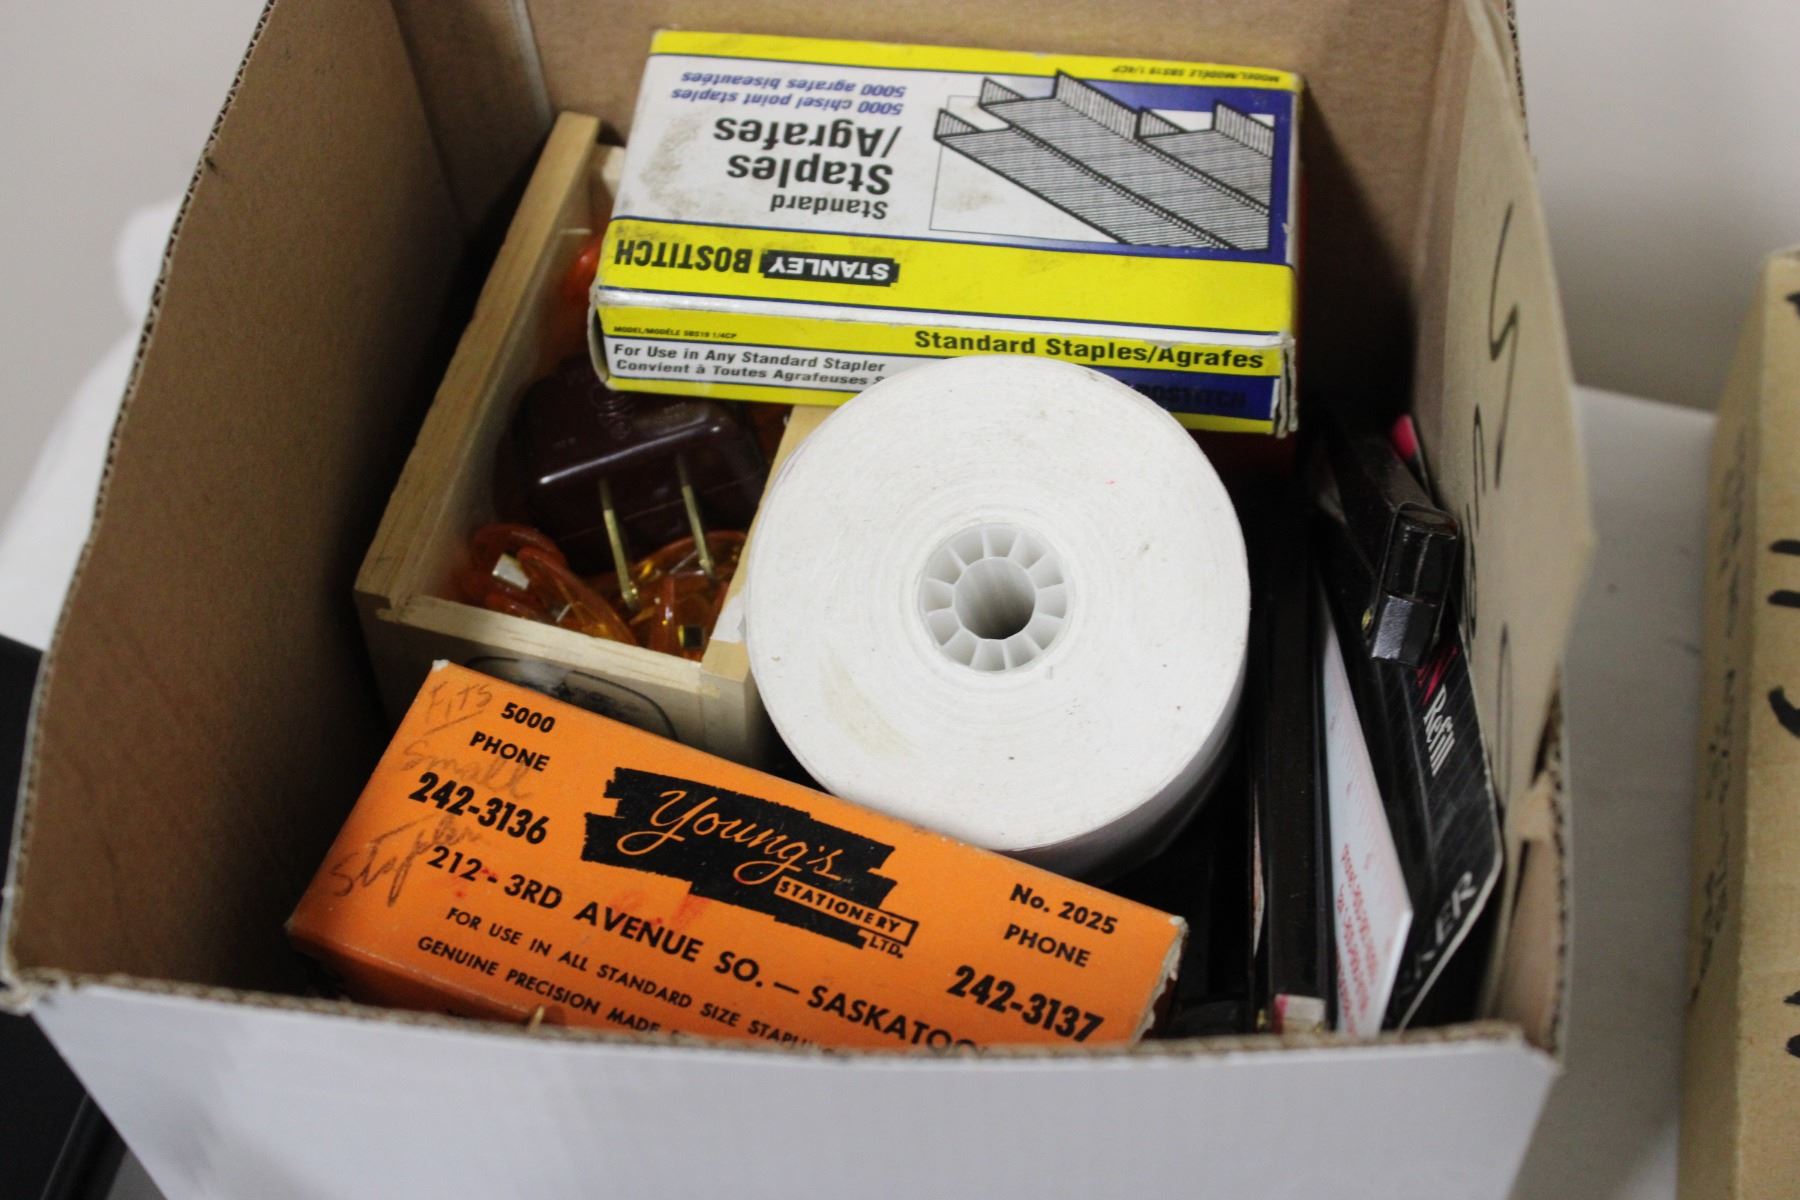 MODEL/MODÈLE SBS19 1/4CP
STANLEY BOSTITCH
Standard
Staples
/Agrafes
5000 chisel point staples
5000 agrafes biseautées
MODEL/MODÈLE SBS19 1/4CP
Standard Staples/Agrafes
For Use in Any Standard Stapler
Convient à Toutes Agrafeuses
Refill
Fits
Small
Stapler
5000
PHONE
242-3136
Young's
STATIONERY
LTD.
No. 2025
PHONE
242-3137
212 - 3RD AVENUE SO. — SASKATOO
FOR USE IN ALL STANDARD SIZE
GENUINE PRECISION MADE